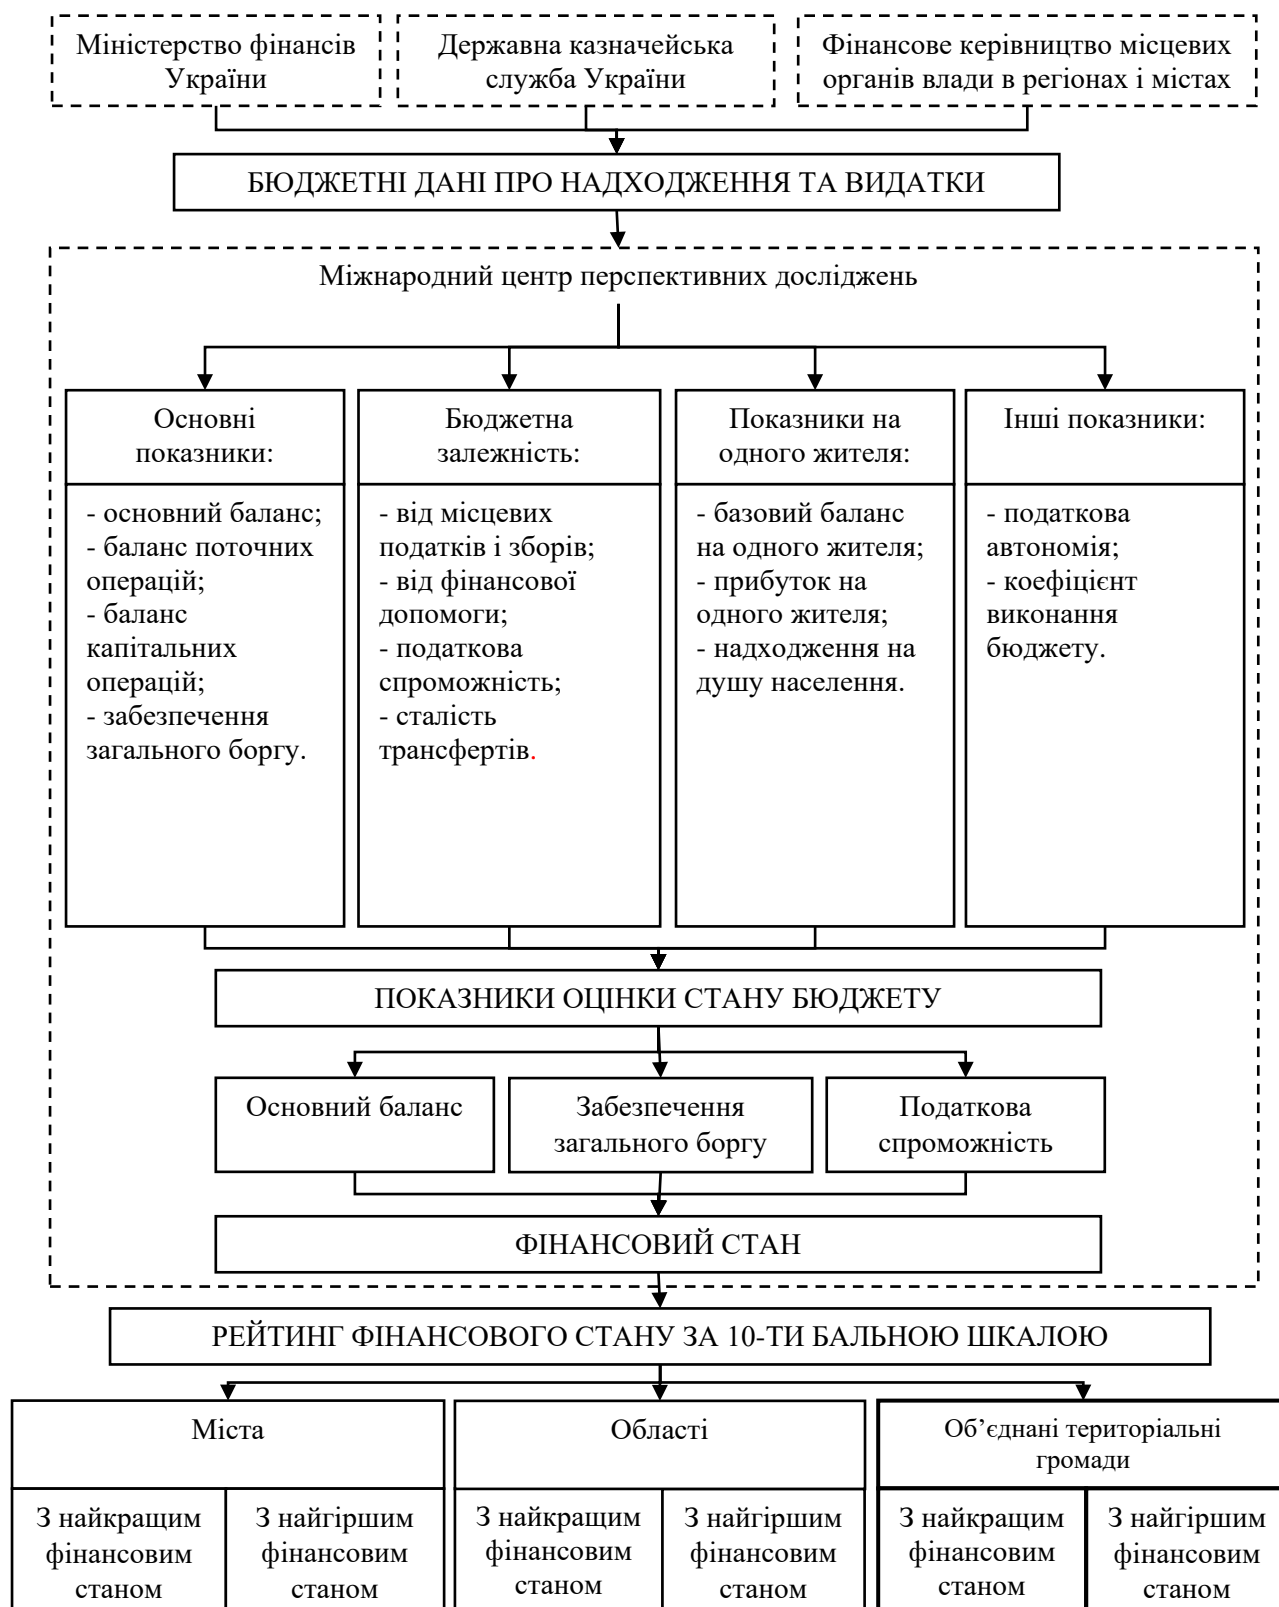 Міністерство фінансів
України
Державна казначейська
служба України
Фінансове керівництво місцевих
органів влади в регіонах і містах
БЮДЖЕТНІ ДАНІ ПРО НАДХОДЖЕННЯ ТА ВИДАТКИ
Міжнародний центр перспективних досліджень
Основні
показники:
- основний баланс;
- баланс поточних
операцій;
- баланс
капітальних
операцій;
- забезпечення
загального боргу.
Бюджетна
залежність:
- від місцевих
податків і зборів;
- від фінансової
допомоги;
- податкова
спроможність;
- сталість
трансфертів.
Показники на
одного жителя:
- базовий баланс
на одного жителя;
- прибуток на
одного жителя;
- надходження на
душу населення.
Інші показники:
- податкова
автономія;
- коефіцієнт
виконання
бюджету.
ПОКАЗНИКИ ОЦІНКИ СТАНУ БЮДЖЕТУ
Основний баланс
Забезпечення
загального боргу
Податкова
спроможність
ФІНАНСОВИЙ СТАН
РЕЙТИНГ ФІНАНСОВОГО СТАНУ ЗА 10-ТИ БАЛЬНОЮ ШКАЛОЮ
Міста
З найкращим
фінансовим
станом
З найгіршим
фінансовим
станом
Області
З найкращим
фінансовим
станом
З найгіршим
фінансовим
станом
Об’єднані територіальні
громади
З найкращим
фінансовим
станом
З найгіршим
фінансовим
станом